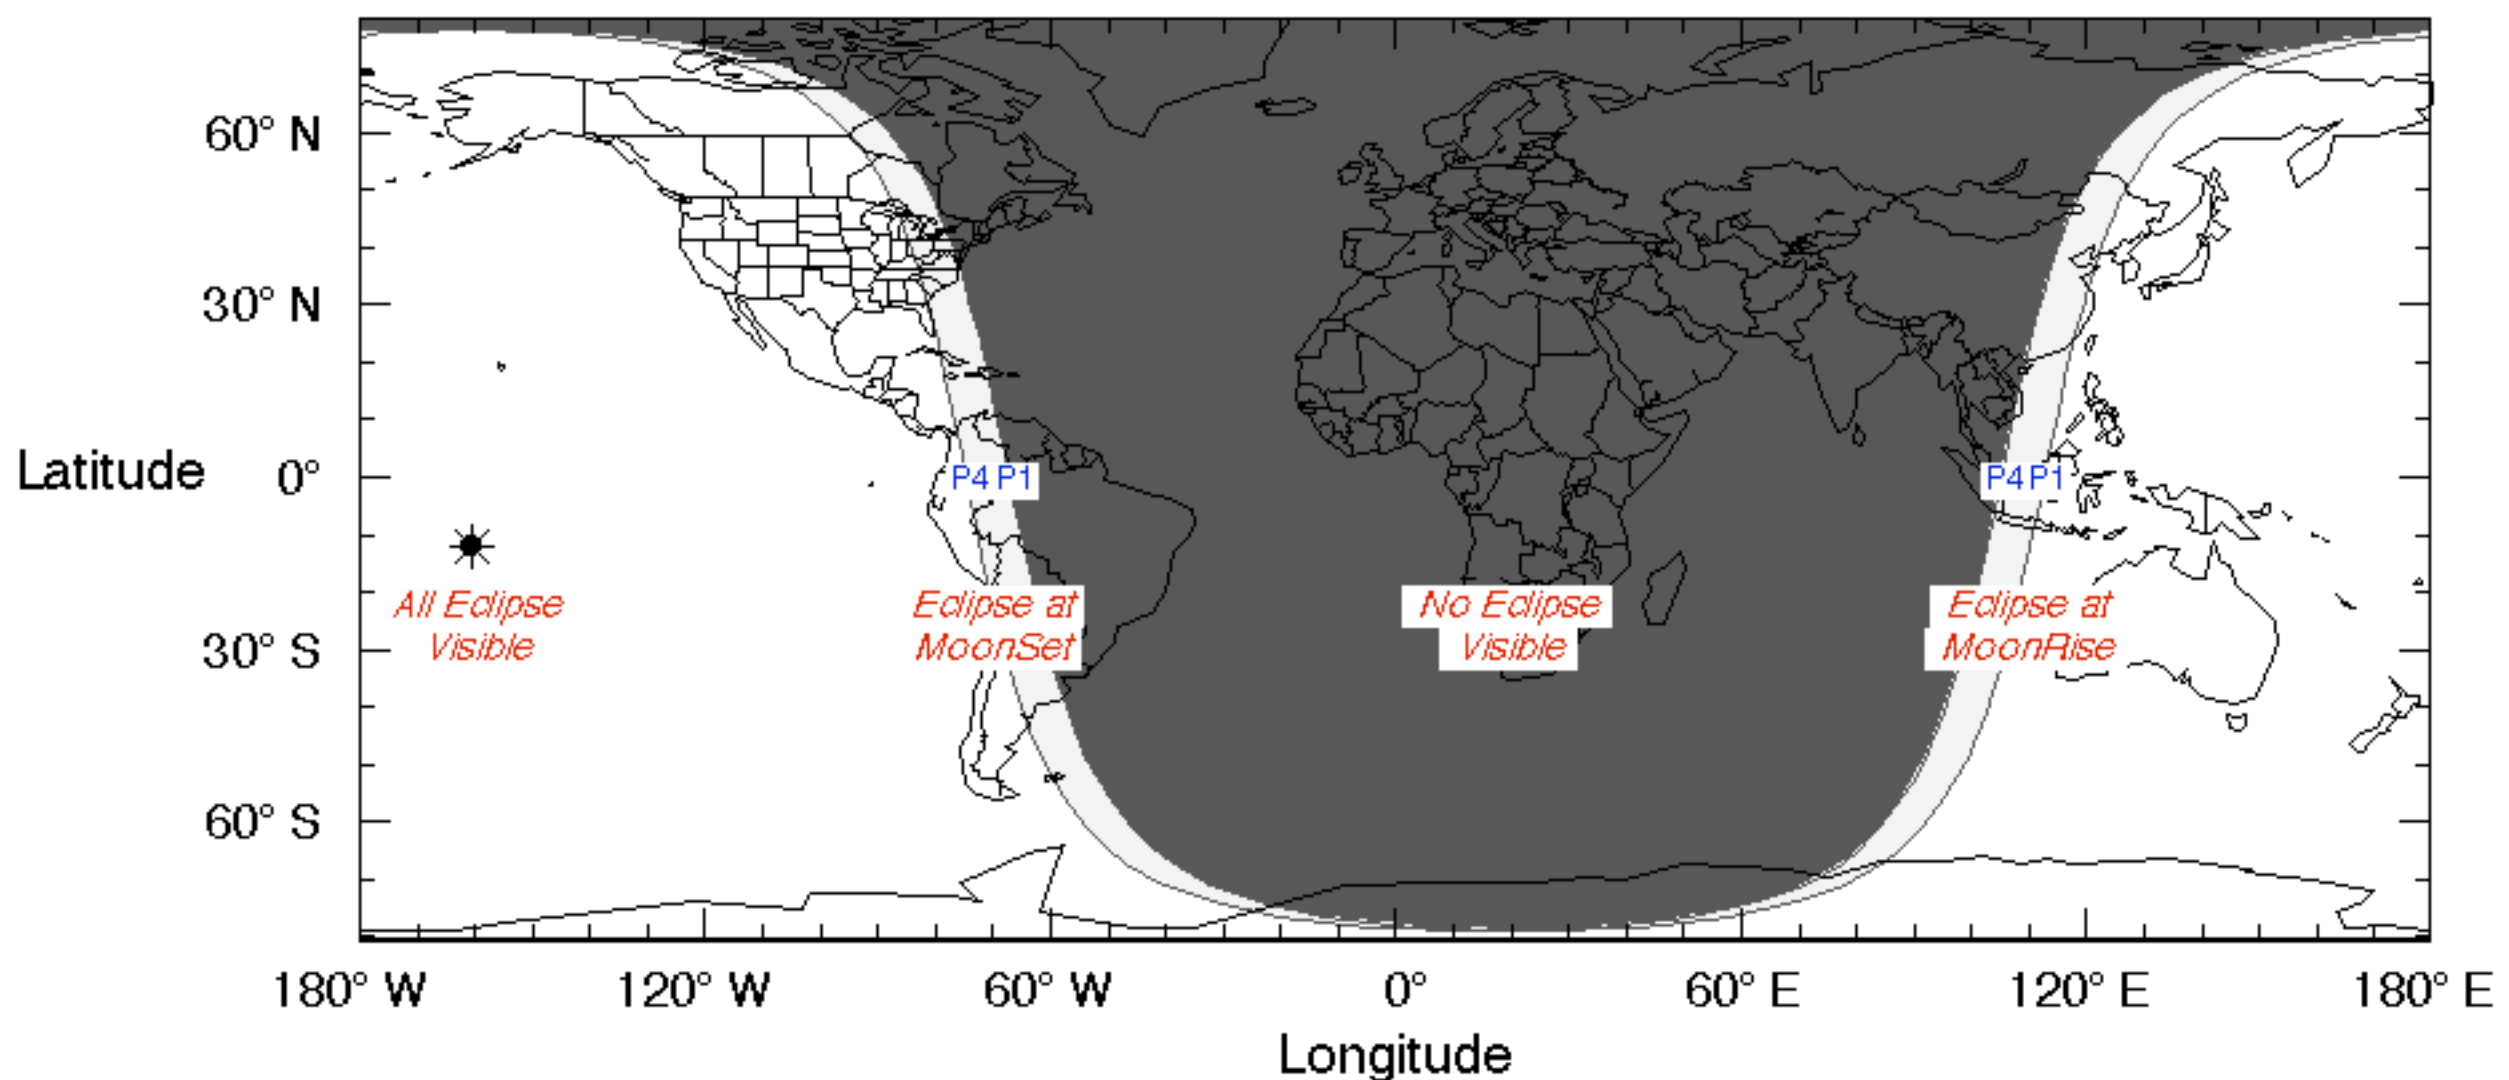 60° N
30° N
Latitude
0°
P4 P1
P4 P1
All Eclipse
Visible
Eclipse at
MoonSet
No Eclipse
Visible
Eclipse at
MoonRise
30° S
60° S
180° W
120° W
60° W
0°
60° E
120° E
180° E
Longitude